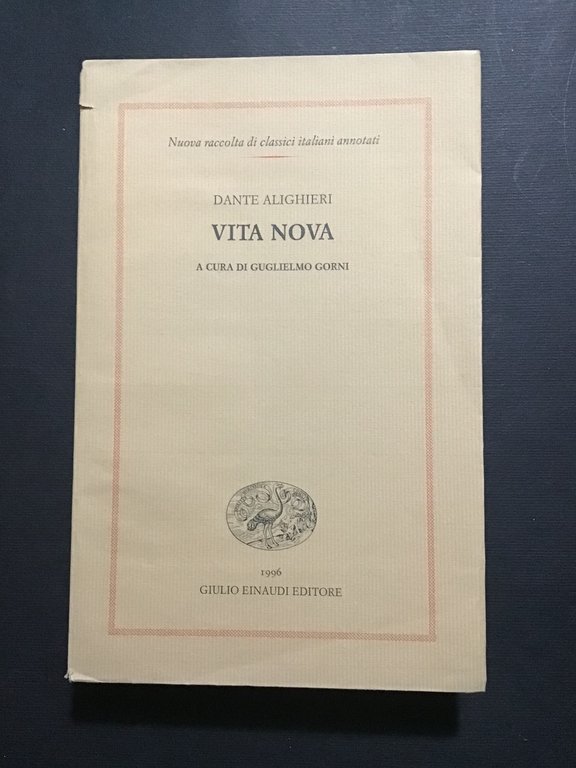 Nuova raccolta di classici italiani annotati
DANTE ALIGHIERI
VITA NOVA
A CURA DI GUGLIELMO GORNI
1996
GIULIO EINAUDI EDITORE